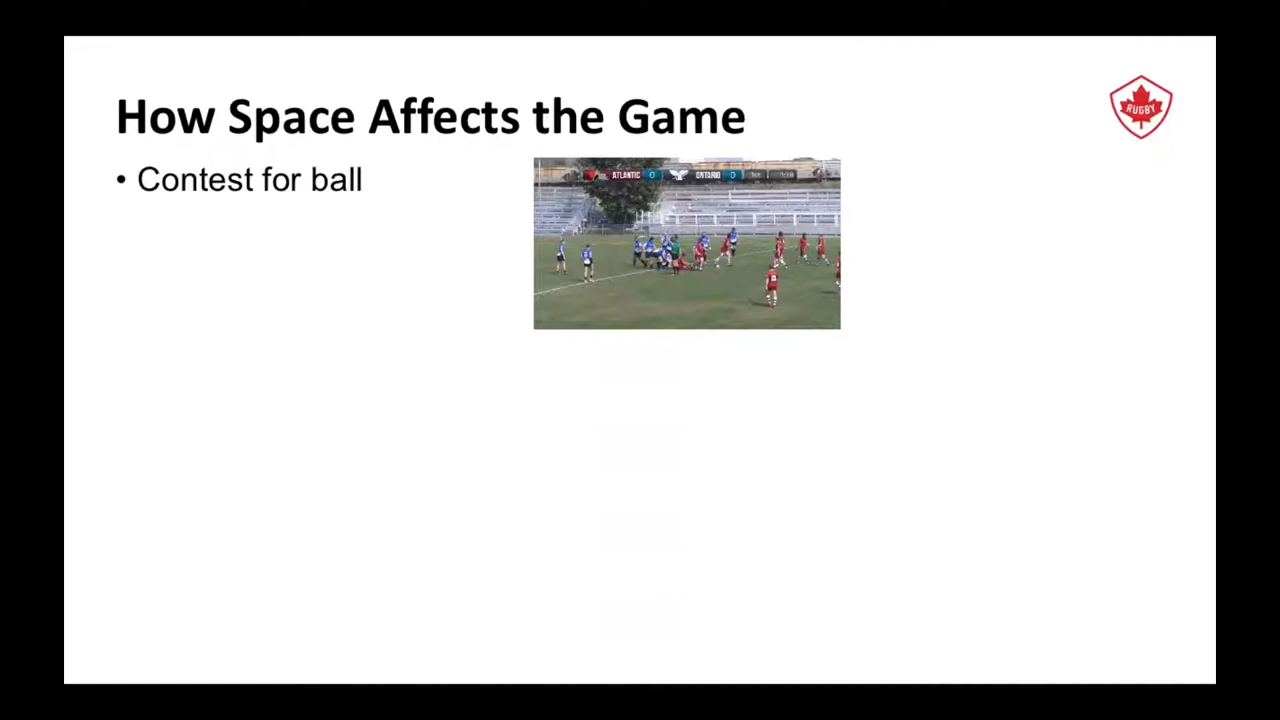 How Space Affects the Game
RUGBY
• Contest for ball
ATLANTIC 0 ONTARIO 0